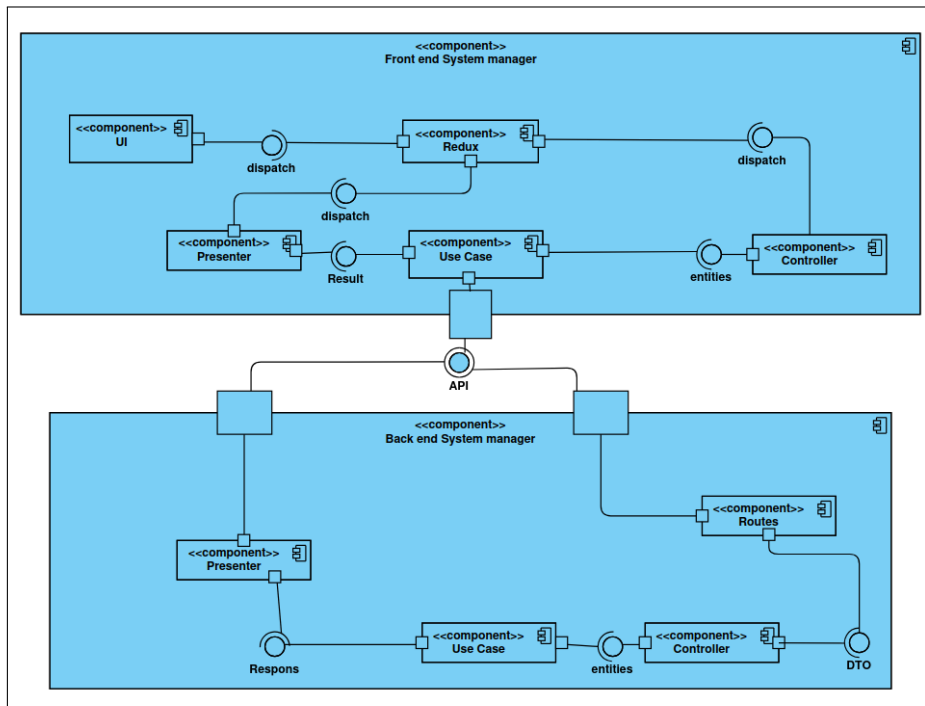 <<component>>
Front end System manager
<<component>>
UI
dispatch
<<component>>
Redux
dispatch
dispatch
<<component>>
Presenter
Result
<<component>>
Use Case
entities
<<component>>
Controller
API
<<component>>
Back end System manager
<<component>>
Routes
<<component>>
Presenter
Respons
<<component>>
Use Case
entities
<<component>>
Controller
DTO